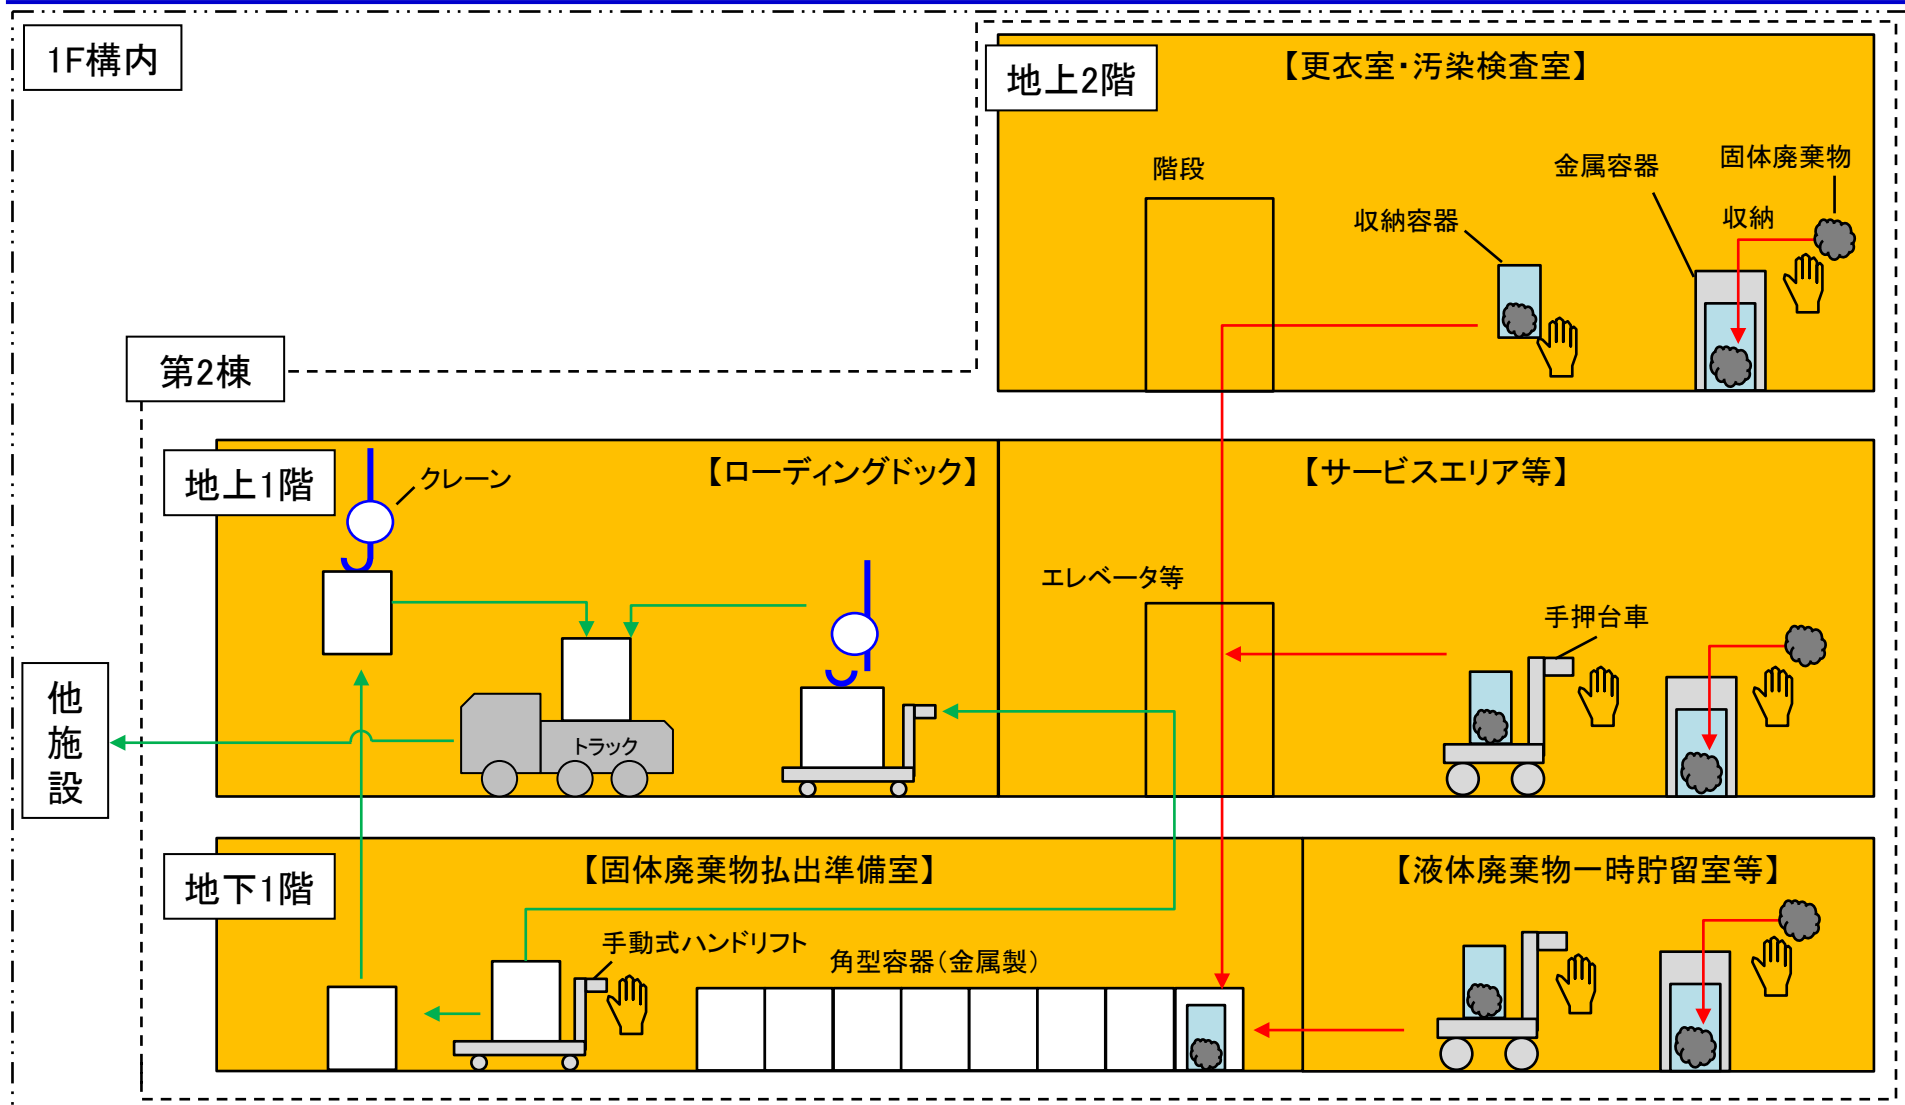 1F構内
地上2階
【更衣室・汚染検査室】
階段
収納容器
金属容器
固体廃棄物
収納
第2棟
地上1階
クレーン
【ローディングドック】
【サービスエリア等】
エレベータ等
手押台車
トラック
他施設
地下1階
【固体廃棄物払出準備室】
【液体廃棄物一時貯留室等】
手動式ハンドリフト
角型容器（金属製）